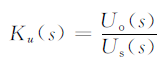 K_u(s) = U_o(s) / U_s(s)